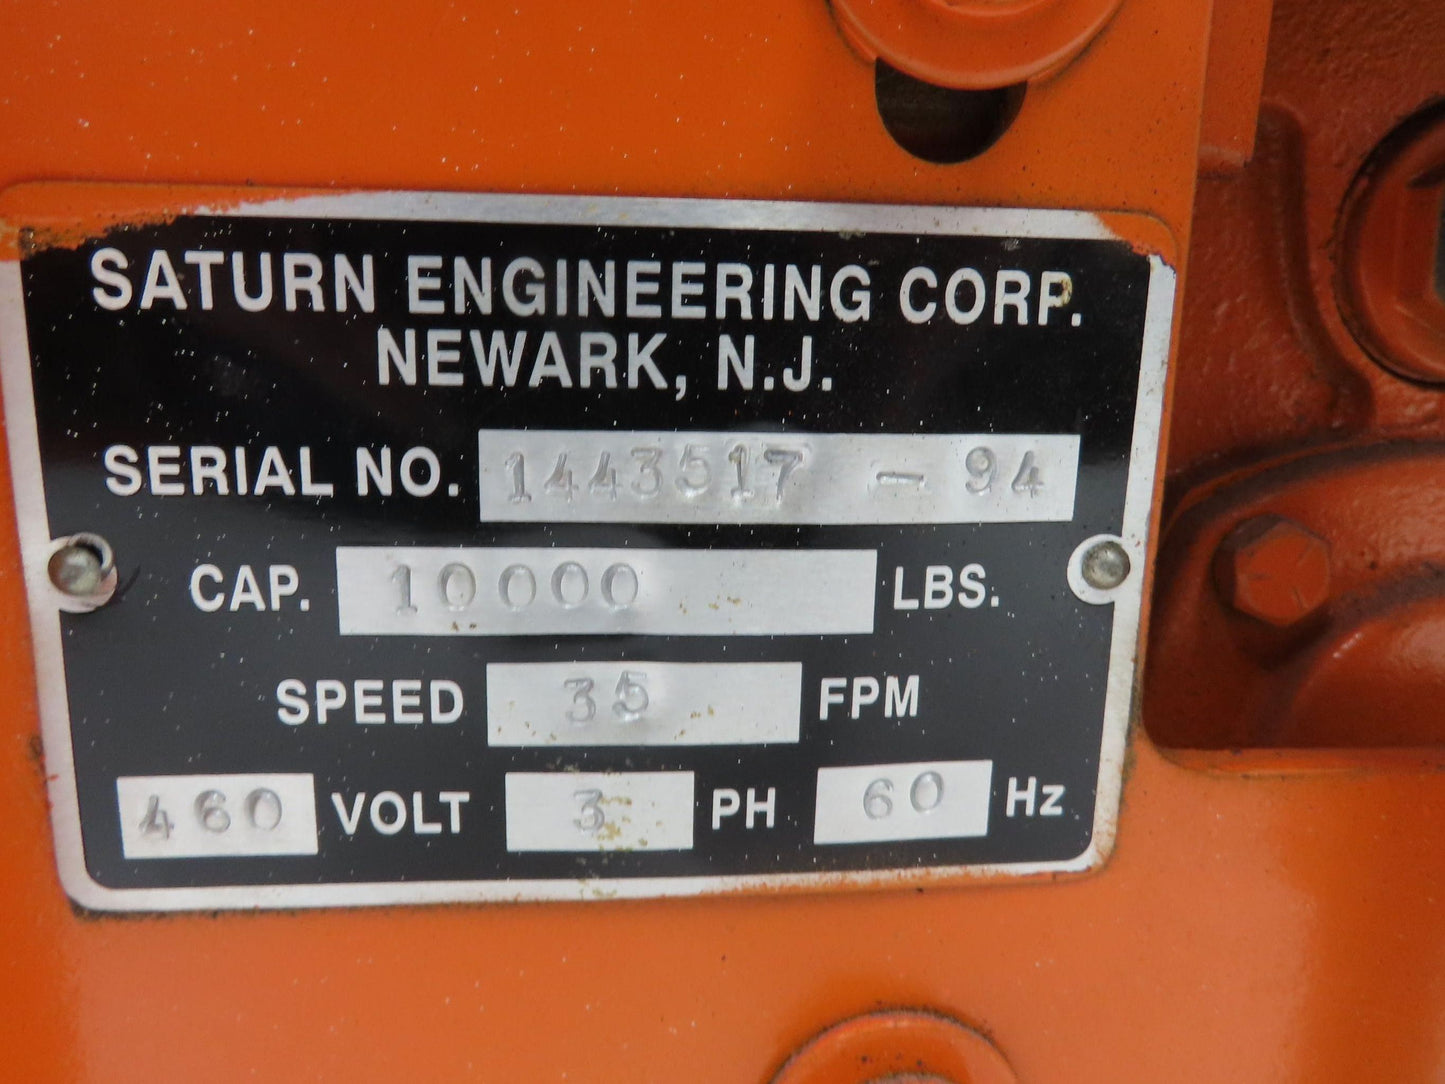 SATURN ENGINEERING CORP.
NEWARK, N.J.
SERIAL NO. 1443517 - 94
CAP. 10000 LBS.
SPEED 35 FPM
460 VOLT 3 PH 60 Hz